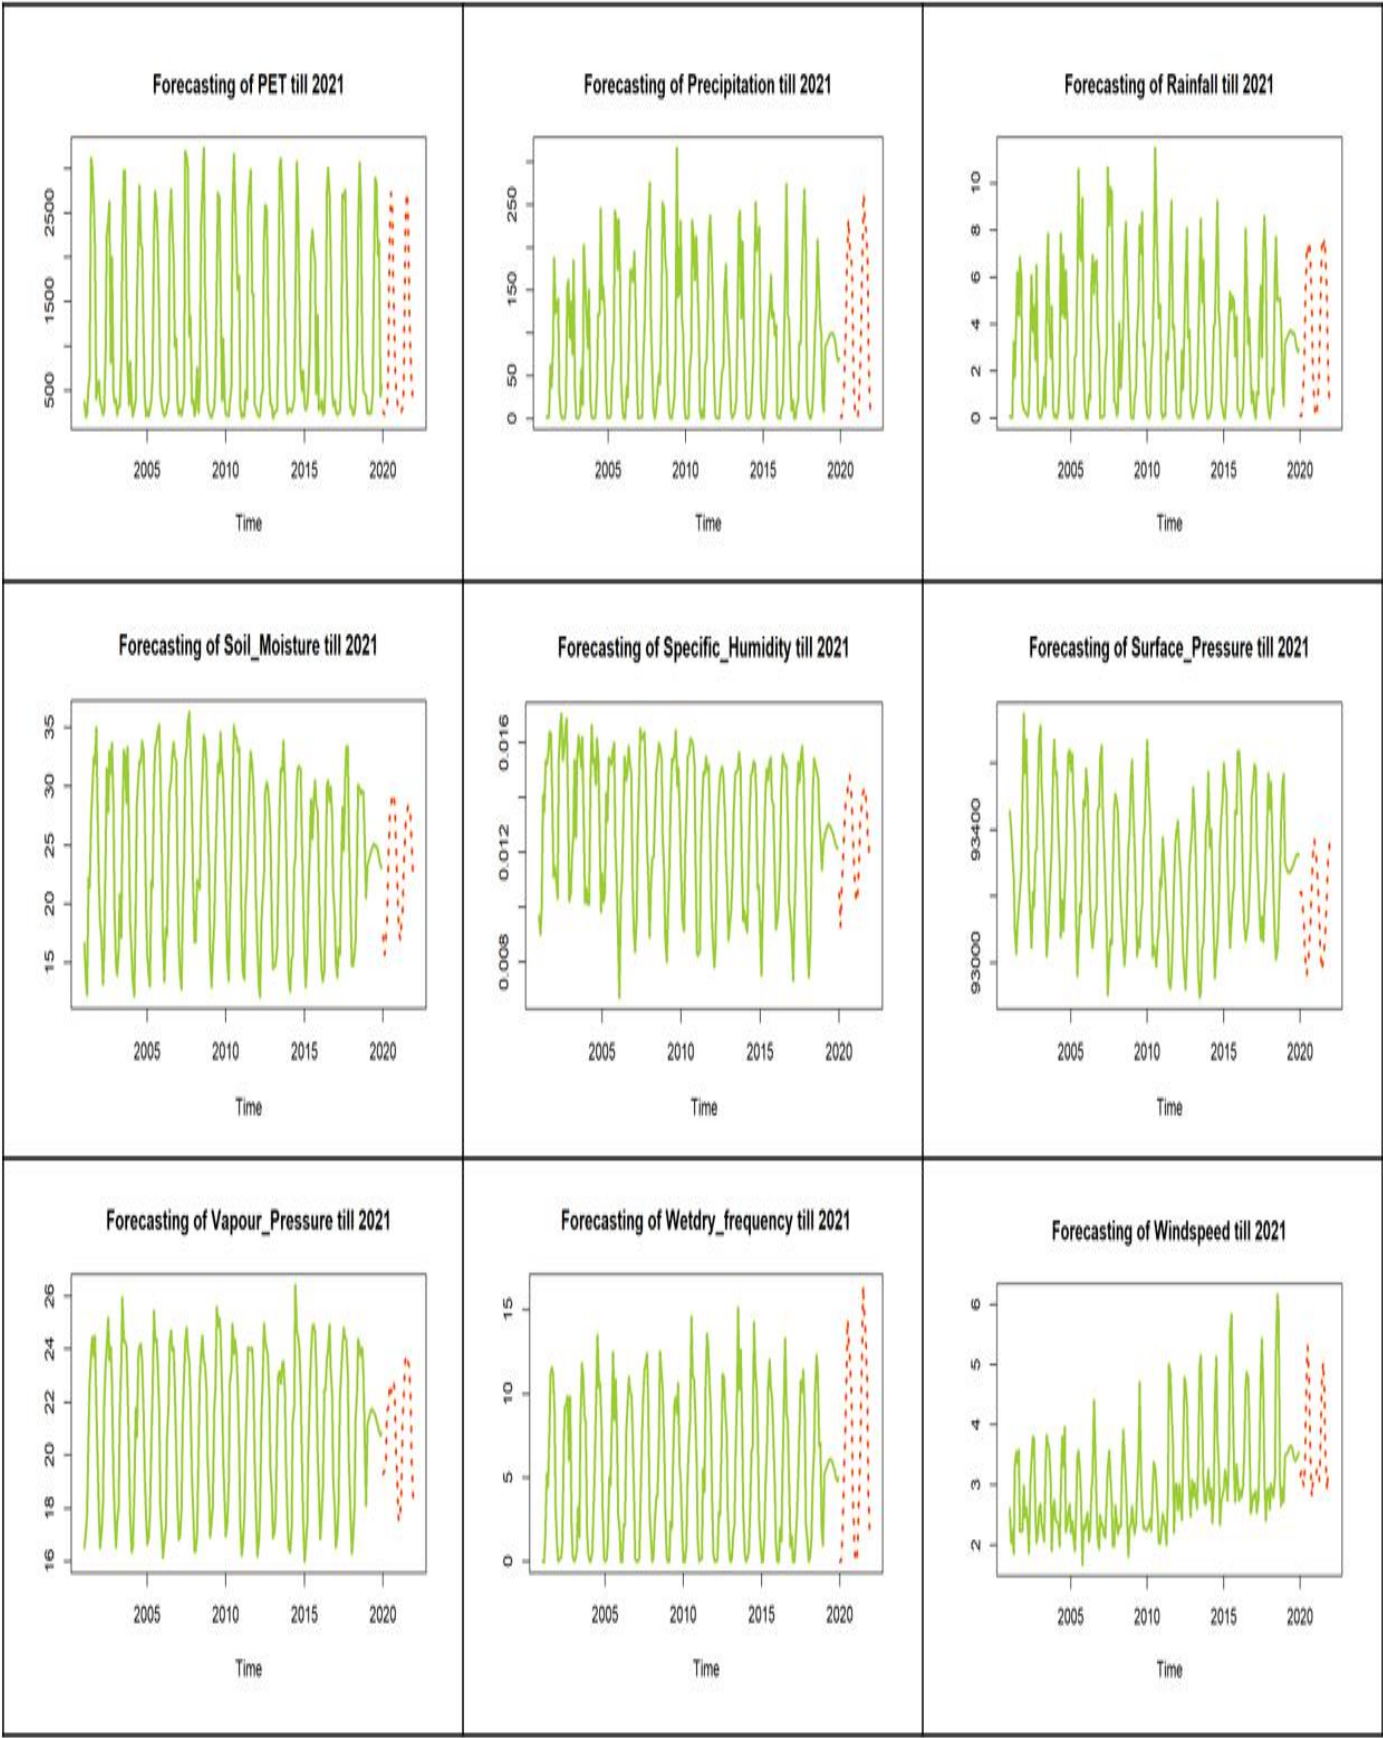 Forecasting of PET till 2021
2500
1500
500
2005 2010 2015 2020
Time
Forecasting of Precipitation till 2021
250
150
50
0
2005 2010 2015 2020
Time
Forecasting of Rainfall till 2021
10
8
6
4
2
0
2005 2010 2015 2020
Time
Forecasting of Soil_Moisture till 2021
35
30
25
20
15
2005 2010 2015 2020
Time
Forecasting of Specific_Humidity till 2021
0.016
0.012
0.008
2005 2010 2015 2020
Time
Forecasting of Surface_Pressure till 2021
93400
93000
2005 2010 2015 2020
Time
Forecasting of Vapour_Pressure till 2021
26
24
22
20
18
16
2005 2010 2015 2020
Time
Forecasting of Wetdry_frequency till 2021
15
10
5
0
2005 2010 2015 2020
Time
Forecasting of Windspeed till 2021
6
5
4
3
2
2005 2010 2015 2020
Time